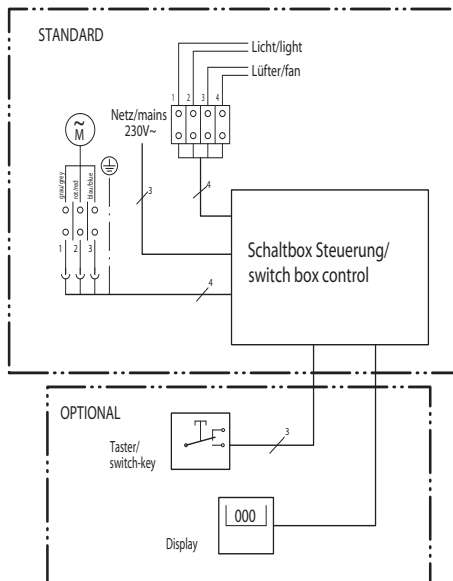 STANDARD
Licht/light
Lüfter/fan
1 2 3 4
Netz/mains
230V~
~
M
grau/grey
rot/red
blau/blue
3
4
1 2 3
4
Schaltbox Steuerung/
switch box control
OPTIONAL
Taster/
switch-key
3
000
Display